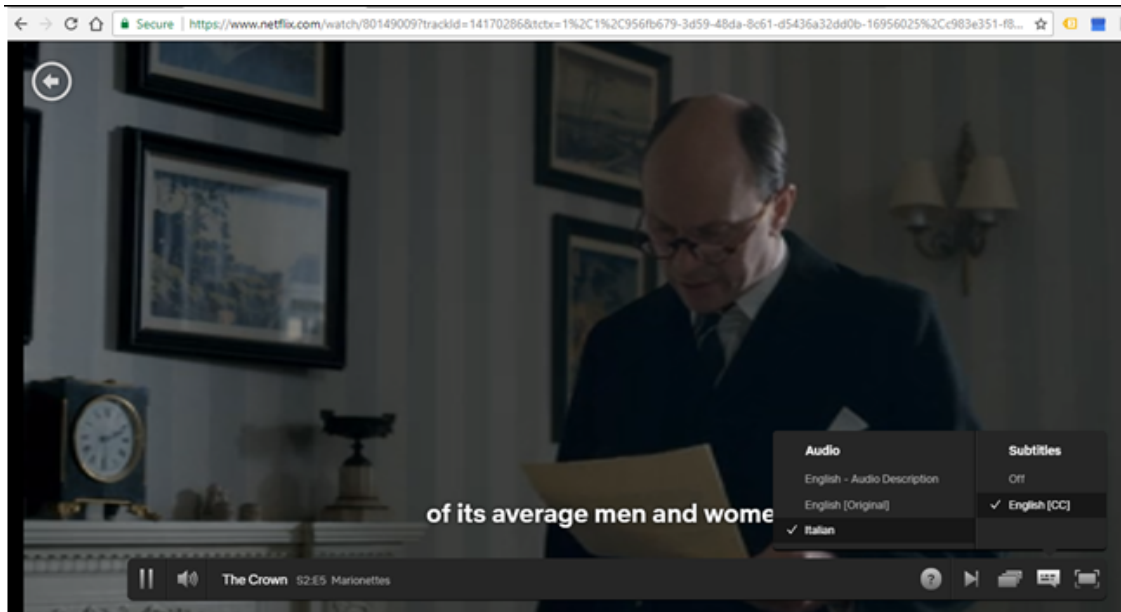 Secure | https://www.netflix.com/watch/80149009?trackId=14170286&tctx=1%2C1%2C956fb679-3d59-48da-8c61-d5436a32dd0b-16956025%2Cc983e351-f8...
Audio
English - Audio Description
English [Original]
✓ Italian
Subtitles
Off
✓ English [CC]
of its average men and wome
The Crown S2:E5 Marionettes
?